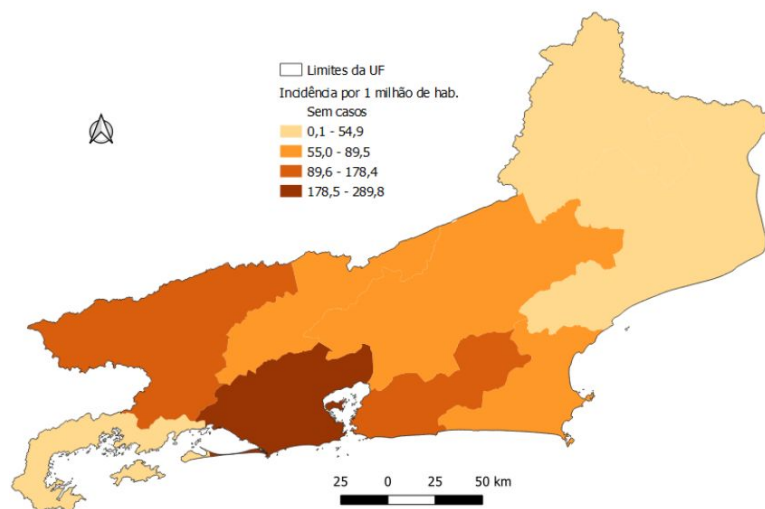 Limites da UF
Incidência por 1 milhão de hab.
Sem casos
0,1 - 54,9
55,0 - 89,5
89,6 - 178,4
178,5 - 289,8
25 0 25 50 km